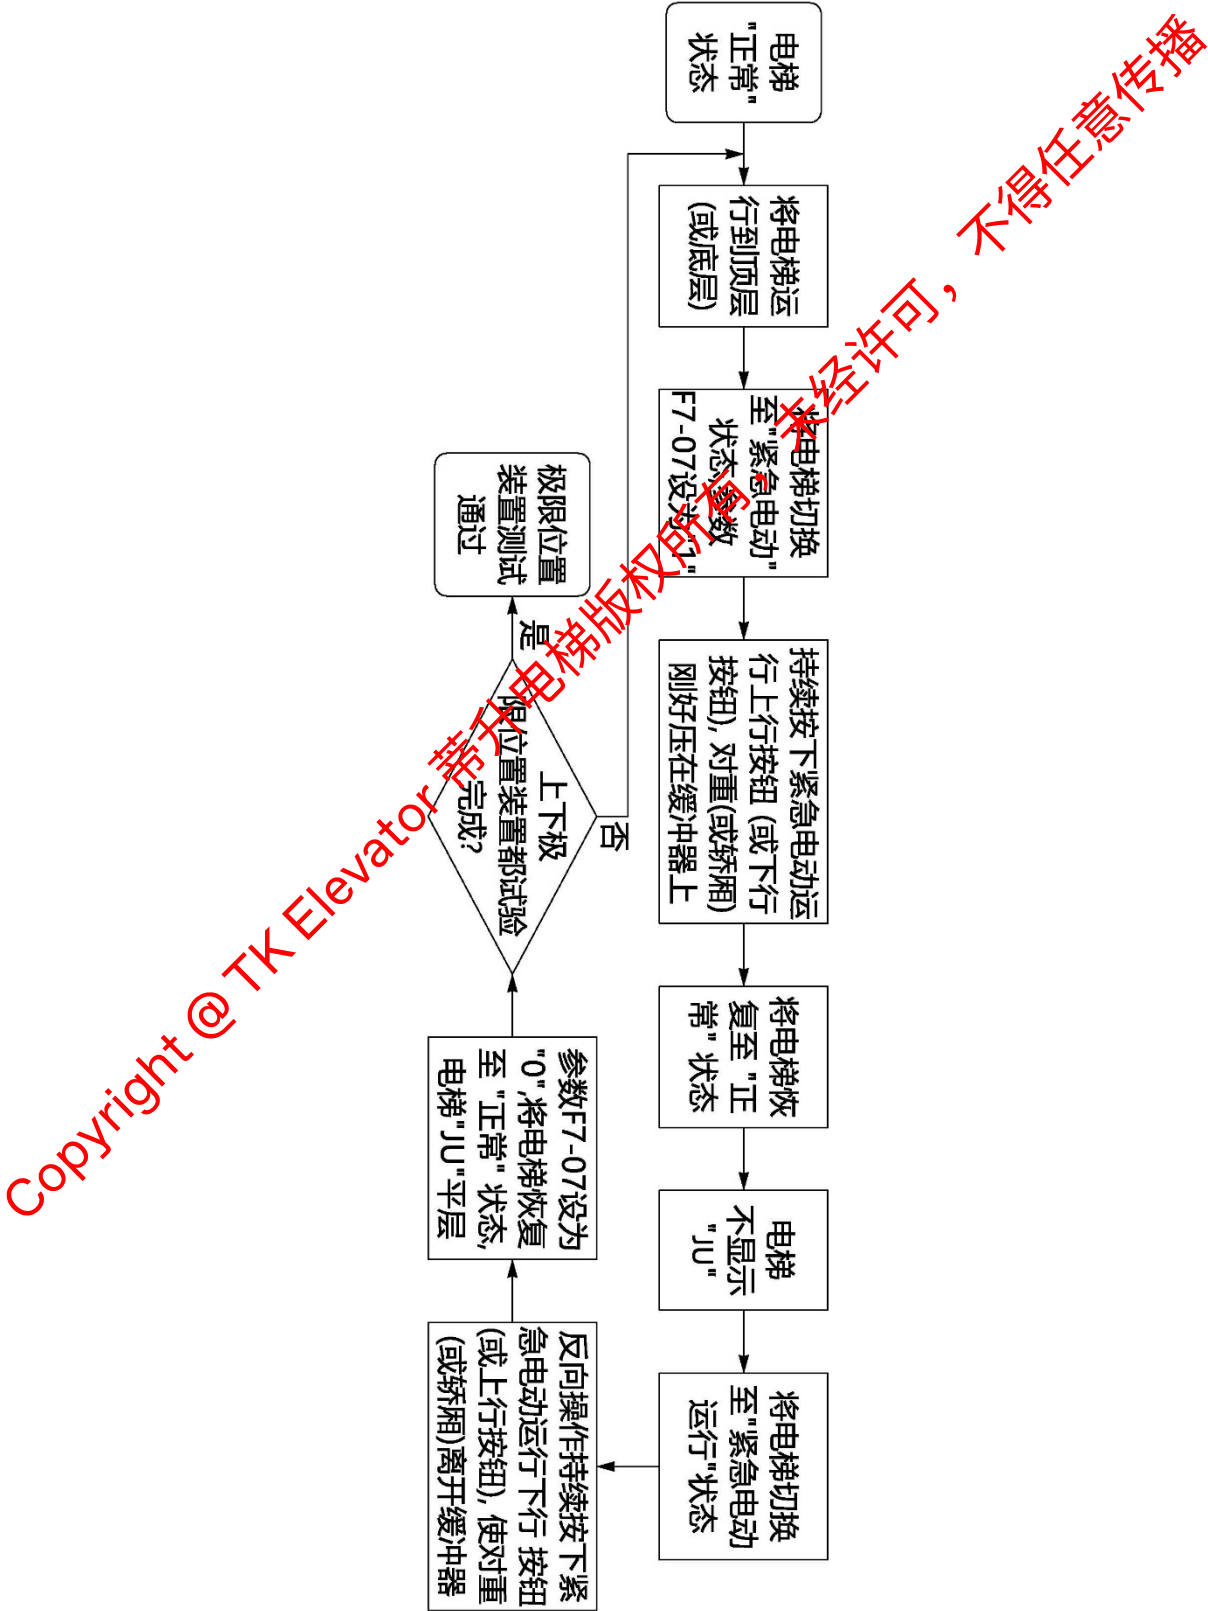 电梯
"正常"
状态
将电梯运
行到顶层
(或底层)
将电梯切换
至"紧急电动"
状态,参数
F7-07设为"1"
持续按下紧急电动运
行上行按钮 (或下行
按钮), 对重(或轿厢)
刚好压在缓冲器上
将电梯恢
复至 "正
常" 状态
电梯
不显示
"JU"
将电梯切换
至"紧急电动
运行"状态
反向操作持续按下紧
急电动运行下行 按钮
(或上行按钮), 使对重
(或轿厢)离开缓冲器
参数F7-07设为
"0",将电梯恢复
至 "正常" 状态,
电梯"JU"平层
上下极
限位置装置都试验
完成?
否
是
极限位置
装置测试
通过
Copyright @ TK Elevator 蒂升电梯版权所有，未经许可，不得任意传播